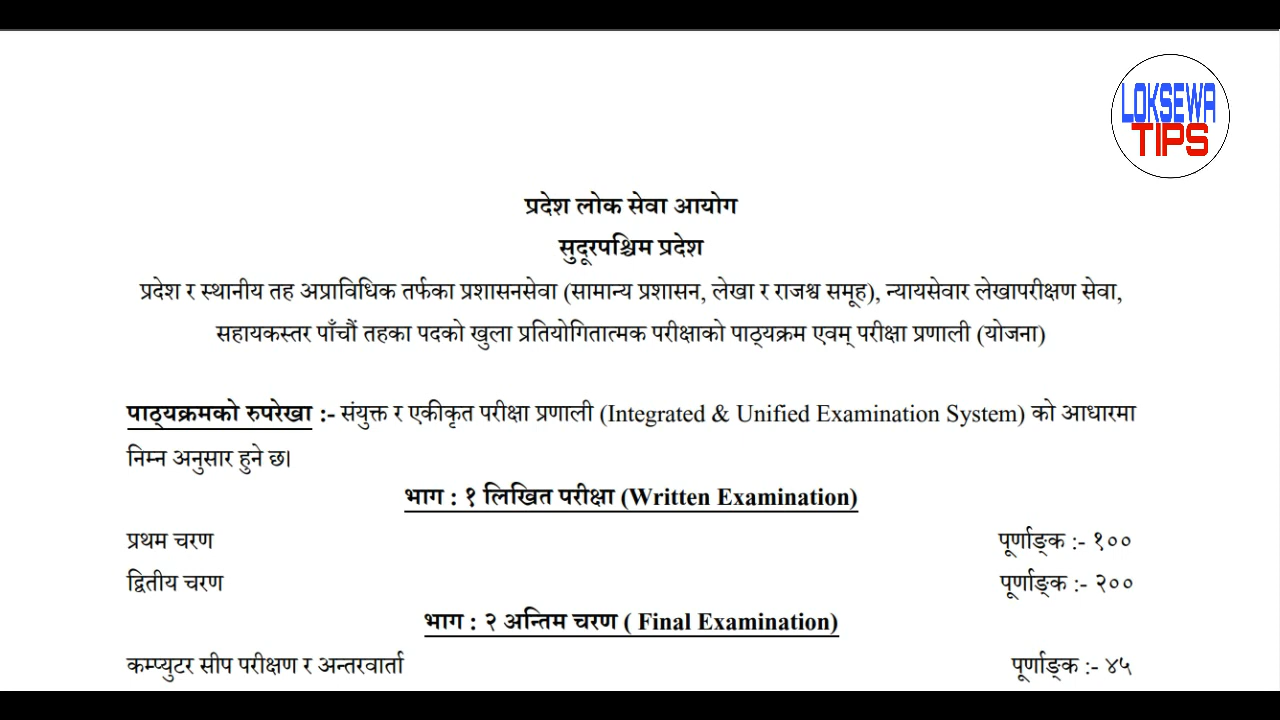 LOKSEWA
TIPS
प्रदेश लोक सेवा आयोग
सुदूरपश्चिम प्रदेश
प्रदेश र स्थानीय तह अप्राविधिक तर्फका प्रशासनसेवा (सामान्य प्रशासन, लेखा र राजश्व समूह), न्यायसेवार लेखापरीक्षण सेवा,
सहायकस्तर पाँचौं तहका पदको खुला प्रतियोगितात्मक परीक्षाको पाठ्यक्रम एवम् परीक्षा प्रणाली (योजना)
पाठ्यक्रमको रुपरेखा :- संयुक्त र एकीकृत परीक्षा प्रणाली (Integrated & Unified Examination System) को आधारमा
निम्न अनुसार हुने छ।
भाग : १ लिखित परीक्षा (Written Examination)
प्रथम चरण पूर्णाङ्क :- १००
द्वितीय चरण पूर्णाङ्क :- २००
भाग : २ अन्तिम चरण ( Final Examination)
कम्प्युटर सीप परीक्षण र अन्तरवार्ता पूर्णाङ्क :- ४५